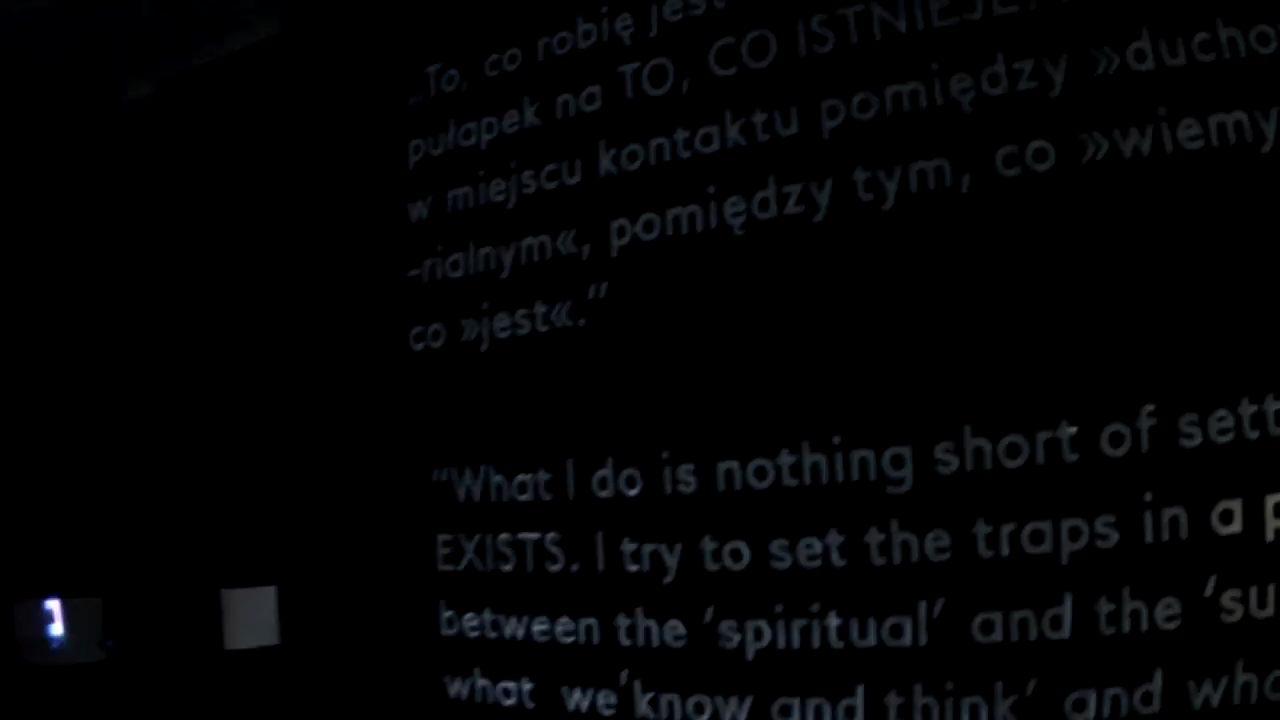 „To, co robię jest
pułapek na TO, CO ISTNIEJE.
w miejscu kontaktu pomiędzy »ducho
-rialnym«, pomiędzy tym, co »wiemy
co »jest«.”
“What I do is nothing short of sett
EXISTS. I try to set the traps in a p
between the ‘spiritual’ and the ‘su
what we ‘know and think’ and wha